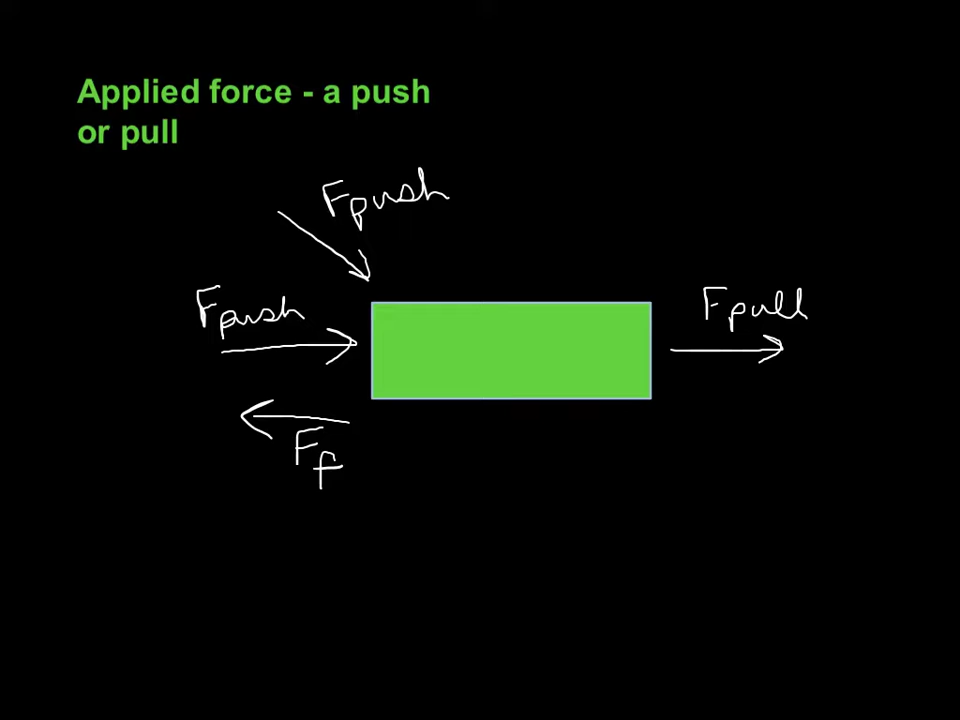 Applied force - a push
or pull
Fpush
Fpush
Fpull
Ff